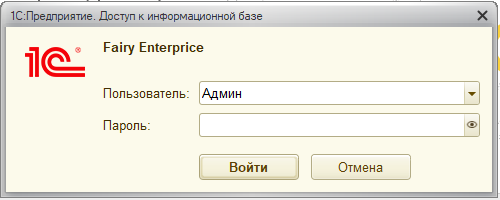 1С:Предприятие. Доступ к информационной базе
1С®
Fairy Enterprice
Пользователь: Админ
Пароль:
Войти Отмена